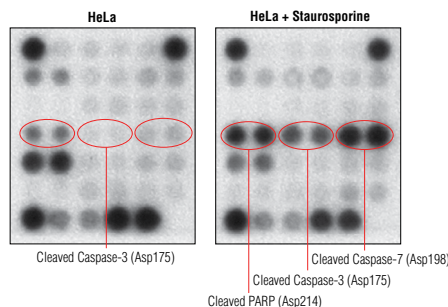 HeLa
HeLa + Staurosporine
Cleaved Caspase-3 (Asp175)
Cleaved Caspase-7 (Asp198)
Cleaved Caspase-3 (Asp175)
Cleaved PARP (Asp214)